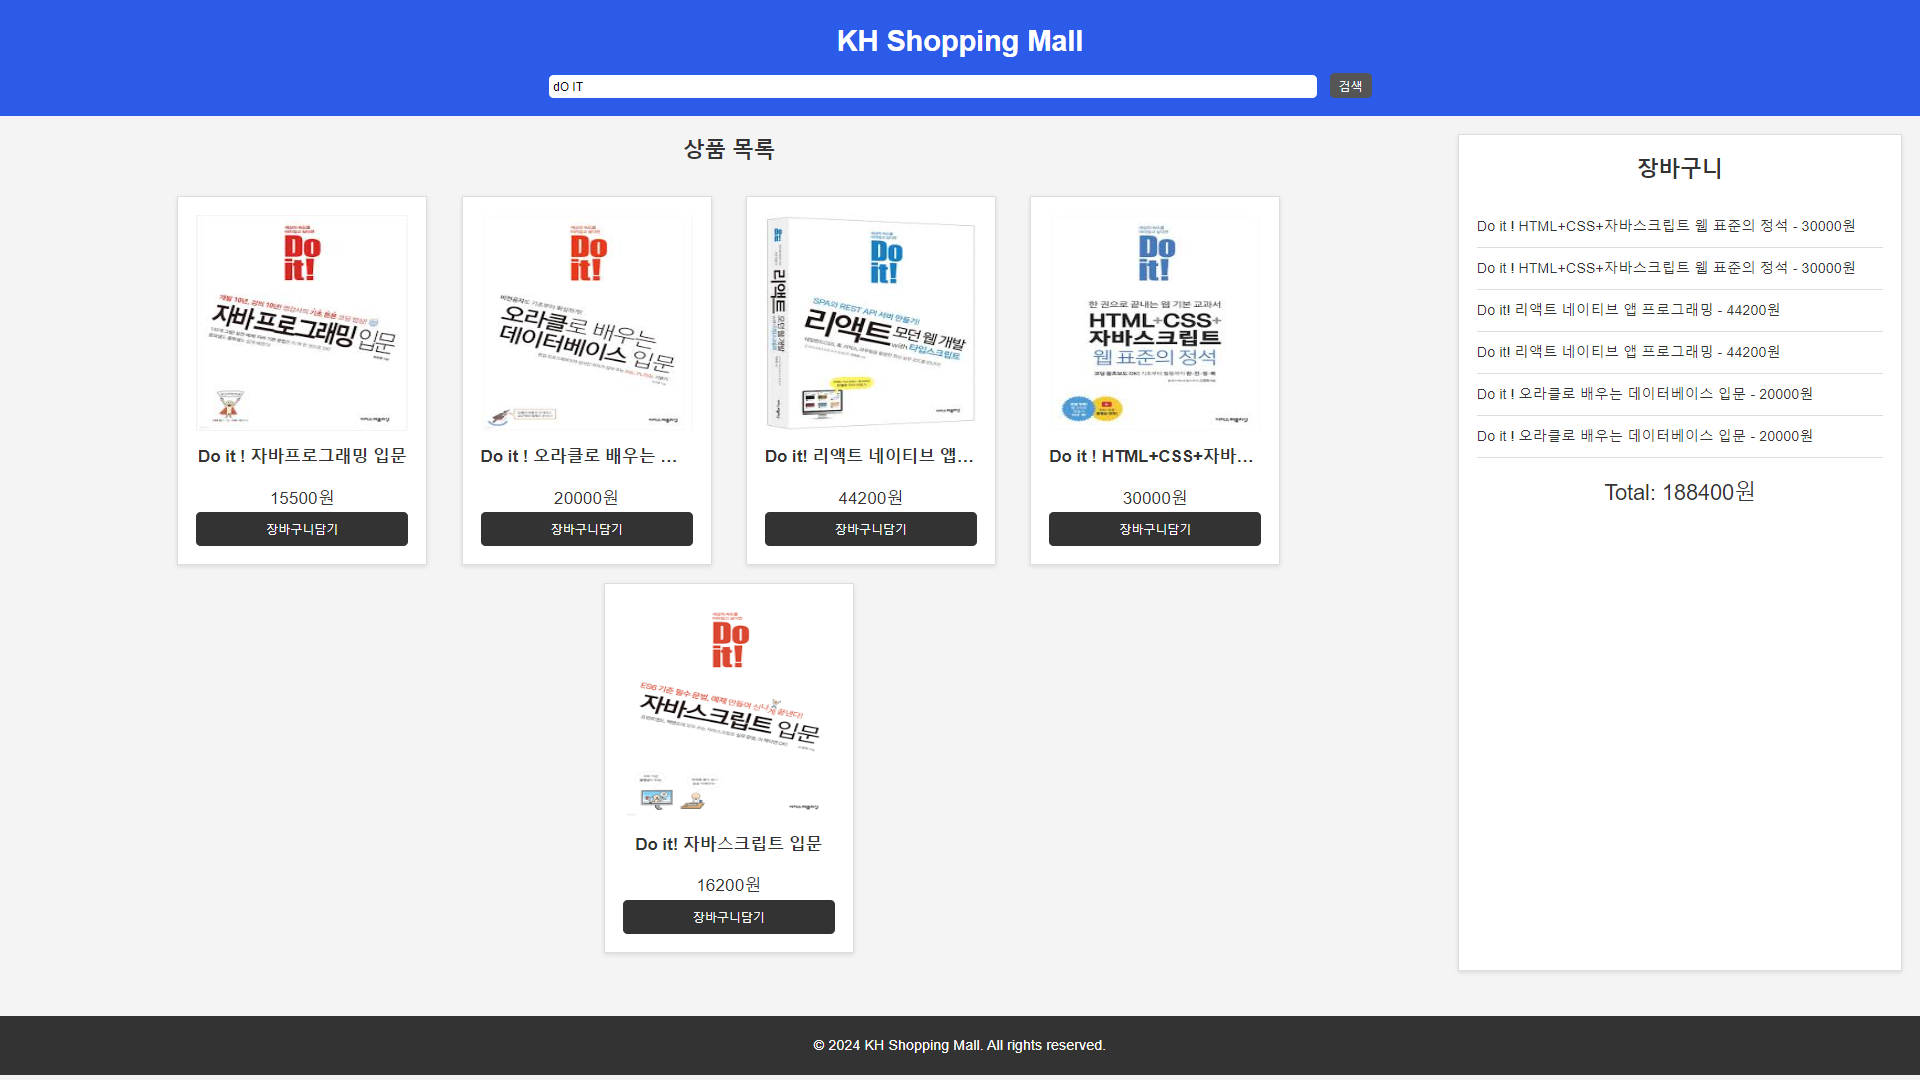 KH Shopping Mall
dO IT
검색
상품 목록
Do it!
자바프로그래밍 입문
Do it ! 자바프로그래밍 입문
15500원
장바구니담기
Do it!
오라클로 배우는
데이터베이스 입문
Do it ! 오라클로 배우는 ...
20000원
장바구니담기
Do it!
SPA와 REST API 서버 만들기!
리액트 모던 웹 개발
with 타입스크립트
Do it! 리액트 네이티브 앱...
44200원
장바구니담기
Do it!
한 권으로 끝내는 웹 기본 교과서
HTML+CSS+
자바스크립트
웹 표준의 정석
Do it ! HTML+CSS+자바...
30000원
장바구니담기
Do it!
자바스크립트 입문
Do it! 자바스크립트 입문
16200원
장바구니담기
장바구니
Do it ! HTML+CSS+자바스크립트 웹 표준의 정석 - 30000원
Do it ! HTML+CSS+자바스크립트 웹 표준의 정석 - 30000원
Do it! 리액트 네이티브 앱 프로그래밍 - 44200원
Do it! 리액트 네이티브 앱 프로그래밍 - 44200원
Do it ! 오라클로 배우는 데이터베이스 입문 - 20000원
Do it ! 오라클로 배우는 데이터베이스 입문 - 20000원
Total: 188400원
© 2024 KH Shopping Mall. All rights reserved.